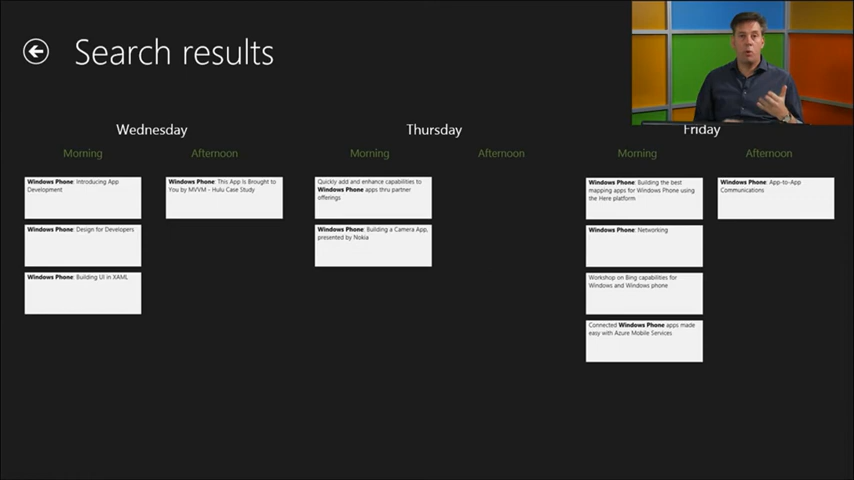 Search results
Wednesday
Thursday
Friday
Morning
Afternoon
Morning
Afternoon
Morning
Afternoon
Windows Phone: Introducing App
Development
Windows Phone: Design for Developers
Windows Phone: Building UI in XAML
Windows Phone: This App Is Brought to
You by MVVM - Hulu Case Study
Quickly add and enhance capabilities to
Windows Phone apps thru partner
offerings
Windows Phone: Building a Camera App,
presented by Nokia
Windows Phone: Building the best
mapping apps for Windows Phone using
the Here platform
Windows Phone: Networking
Workshop on Bing capabilities for
Windows and Windows phone
Connected Windows Phone apps made
easy with Azure Mobile Services
Windows Phone: App-to-App
Communications